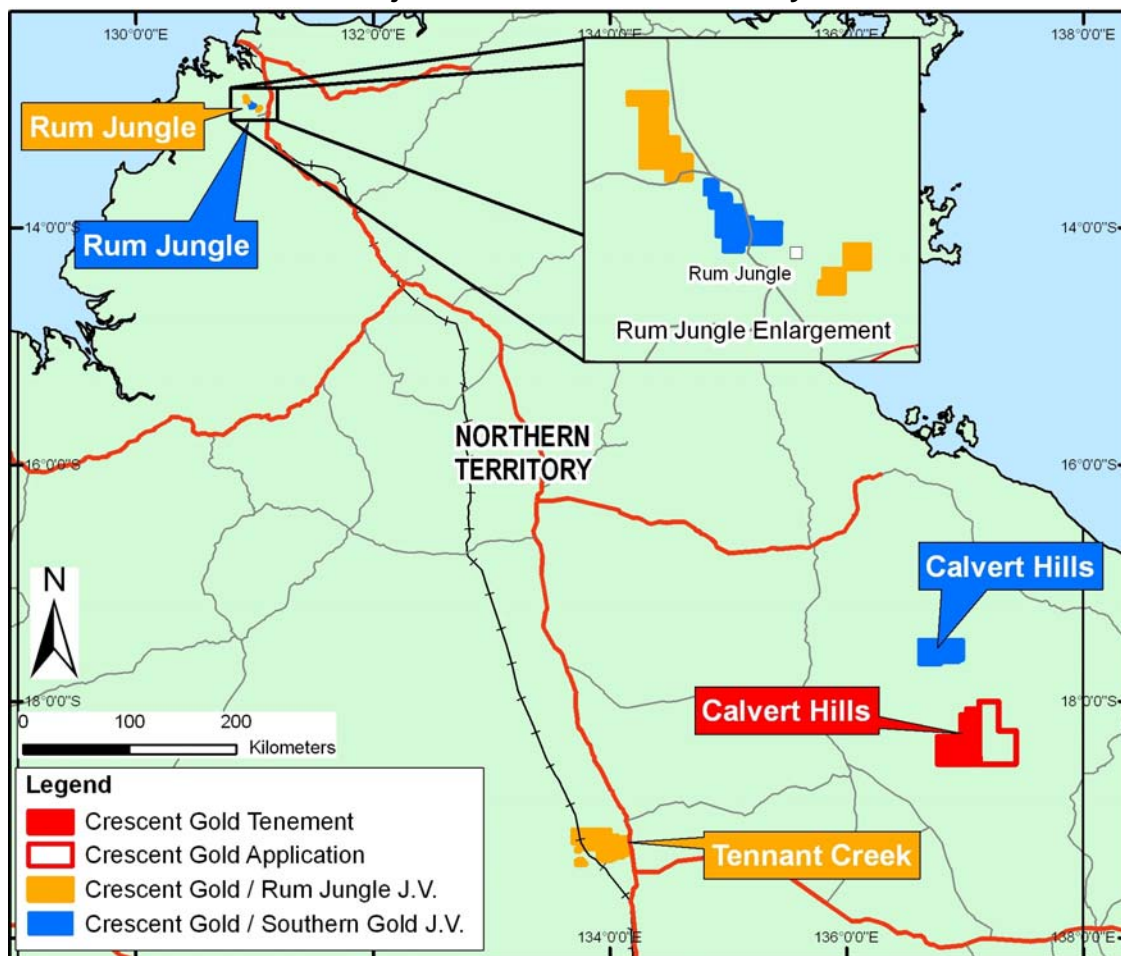 130°0'0"E
132°0'0"E
134°0'0"E
136°0'0"E
138°0'0"E
Rum Jungle
Rum Jungle
14°0'0"S
14°0'0"S
Rum Jungle
Rum Jungle Enlargement
NORTHERN
TERRITORY
16°0'0"S
16°0'0"S
Calvert Hills
N
Calvert Hills
18°0'0"S
18°0'0"S
0 100 200
Kilometers
Tennant Creek
Legend
Crescent Gold Tenement
Crescent Gold Application
Crescent Gold / Rum Jungle J.V.
Crescent Gold / Southern Gold J.V.
134°0'0"E
136°0'0"E
138°0'0"E